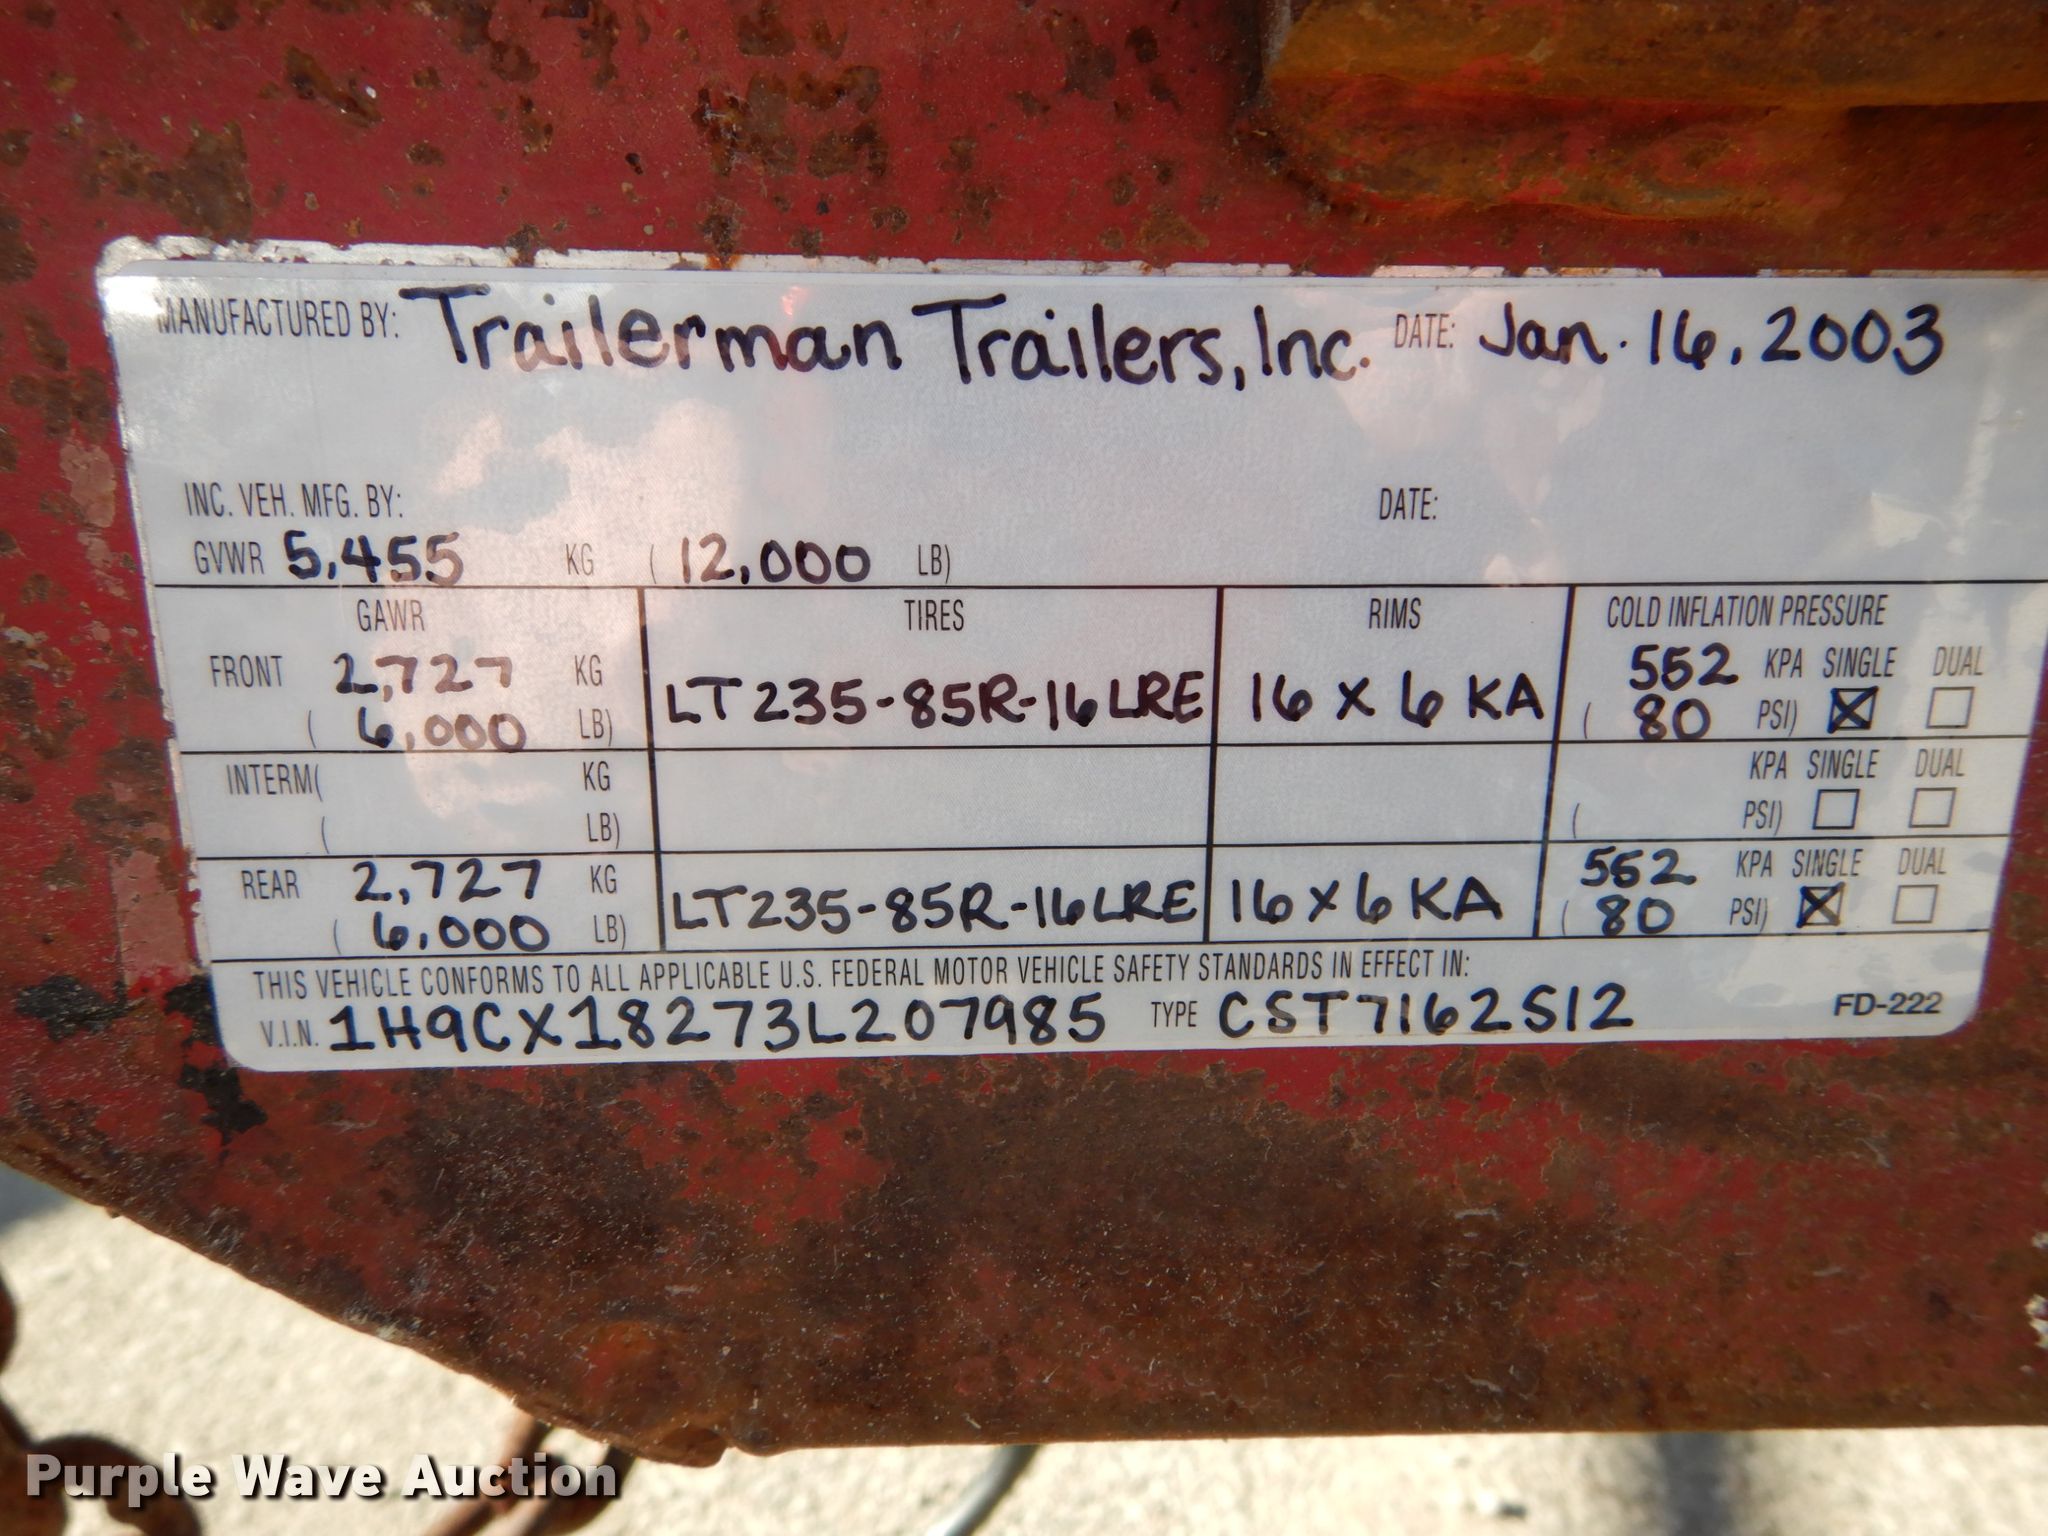 MANUFACTURED BY: Trailerman Trailers, Inc. DATE: Jan. 16, 2003
INC. VEH. MFG. BY: DATE:
GVWR 5,455 KG ( 12,000 LB)
GAWR TIRES RIMS COLD INFLATION PRESSURE
FRONT 2,727 KG LT235-85R-16LRE 16 X 6 KA 552 KPA SINGLE DUAL
( 6,000 LB) ( 80 PSI) ☒ ☐
INTERM( KG KPA SINGLE DUAL
( LB) ( PSI) ☐ ☐
REAR 2,727 KG LT235-85R-16LRE 16 X 6 KA 552 KPA SINGLE DUAL
( 6,000 LB) ( 80 PSI) ☒ ☐
THIS VEHICLE CONFORMS TO ALL APPLICABLE U.S. FEDERAL MOTOR VEHICLE SAFETY STANDARDS IN EFFECT IN:
V.I.N. 1H9CX18273L207985 TYPE CST7162S12 FD-222
Purple Wave Auction